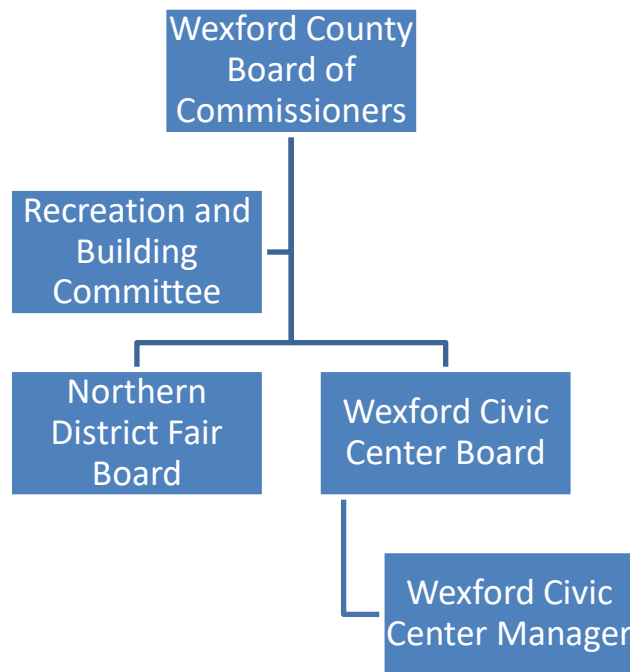 Wexford County
Board of
Commissioners
Recreation and
Building
Committee
Northern
District Fair
Board
Wexford Civic
Center Board
Wexford Civic
Center Manager